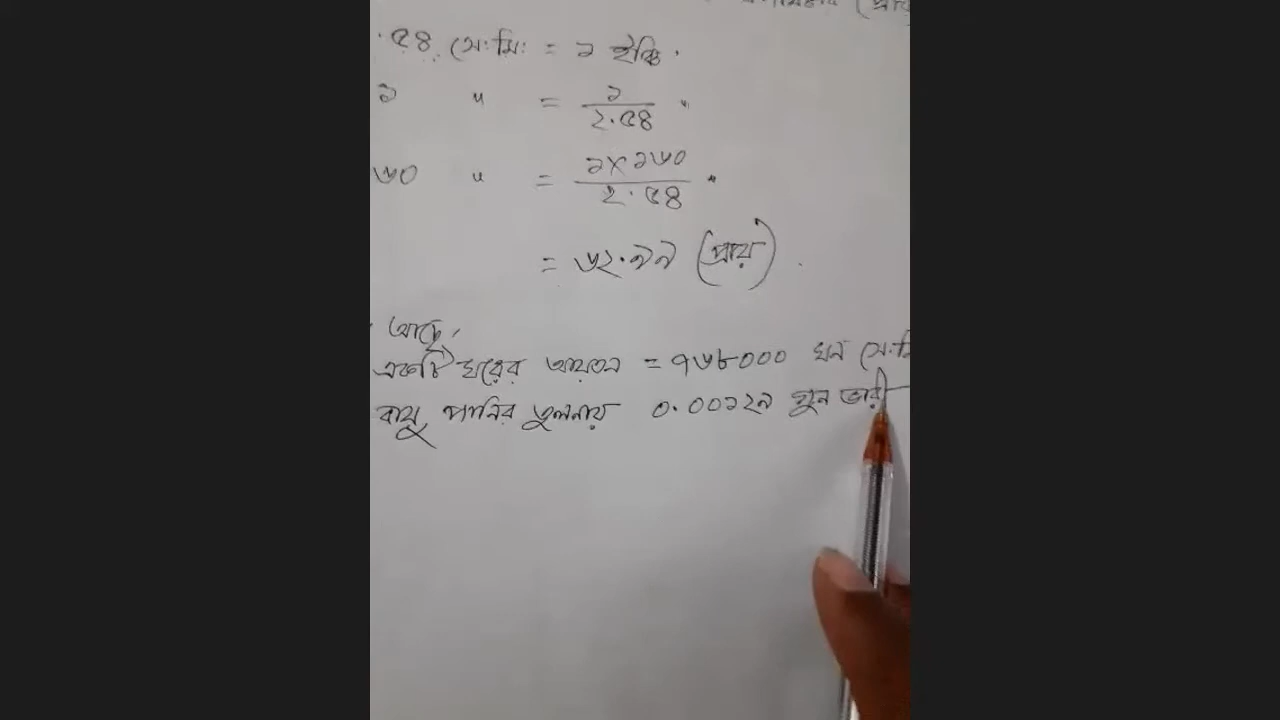 (প্রায়
.৫৪ সে:মি: = ১ ইঞ্চি
১ " = ১/২.৫৪ "
৬০ " = ১×১৬০/২.৫৪ "
= ৬২.৯৯ (প্রায়)
আছে,
একটি ঘরের আয়তন = ৭৬৮০০০ ঘন সে:মি
বায়ু পানির তুলনায় ০.০০১২৯ গুন ভারী